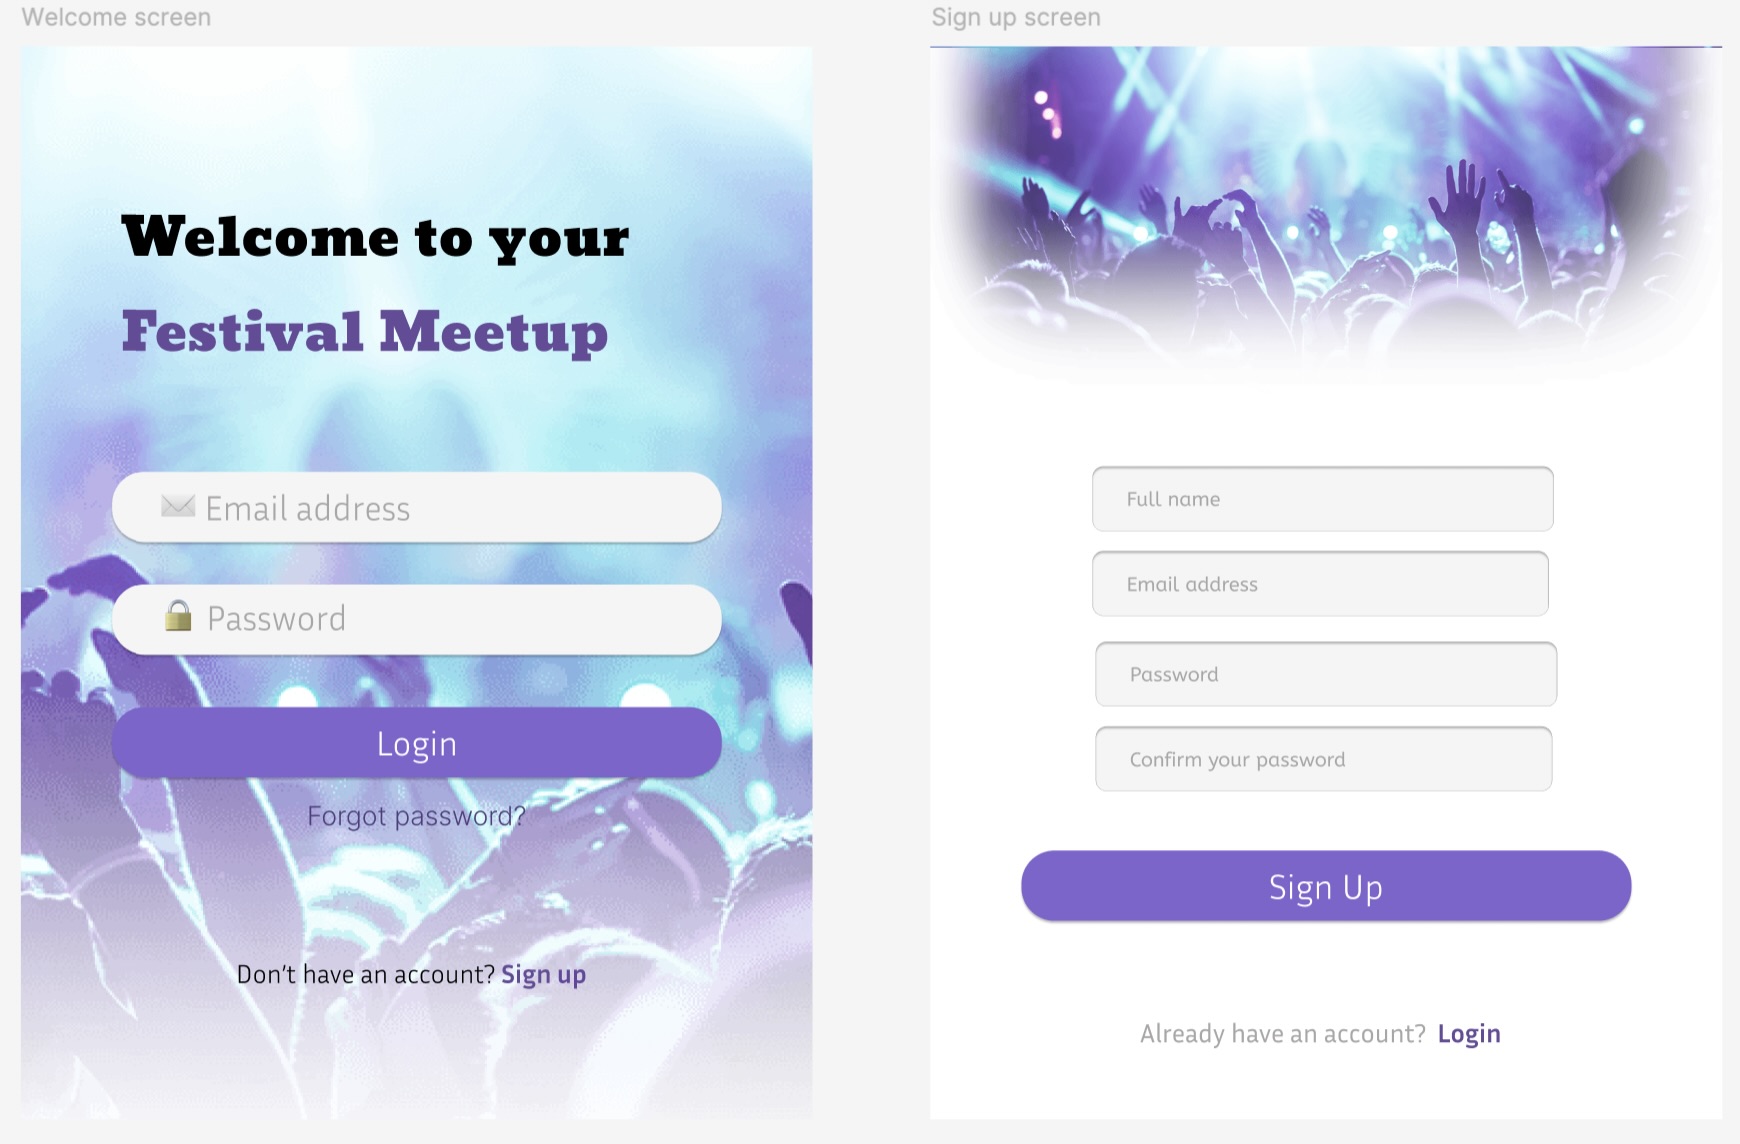 Welcome screen
Welcome to your
Festival Meetup
Email address
Password
Login
Forgot password?
Don't have an account? Sign up
Sign up screen
Full name
Email address
Password
Confirm your password
Sign Up
Already have an account? Login